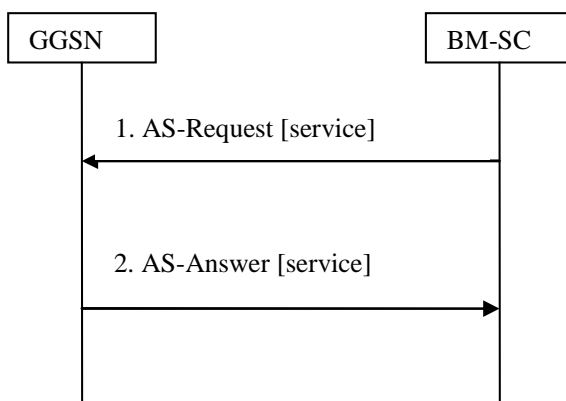 GGSN
BM-SC
1. AS-Request [service]
2. AS-Answer [service]